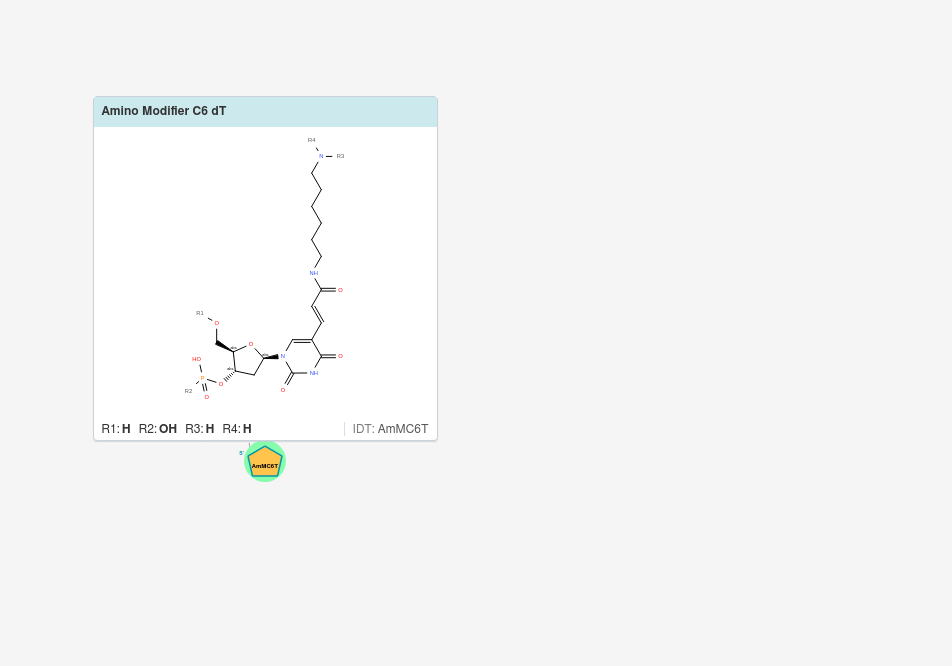 Amino Modifier C6 dT
R4
N
R3
NH
O
R1
O
O
N
O
HO
P
O
R2
O
NH
O
R1: H R2: OH R3: H R4: H
IDT: AmMC6T
5'
AmMC6T